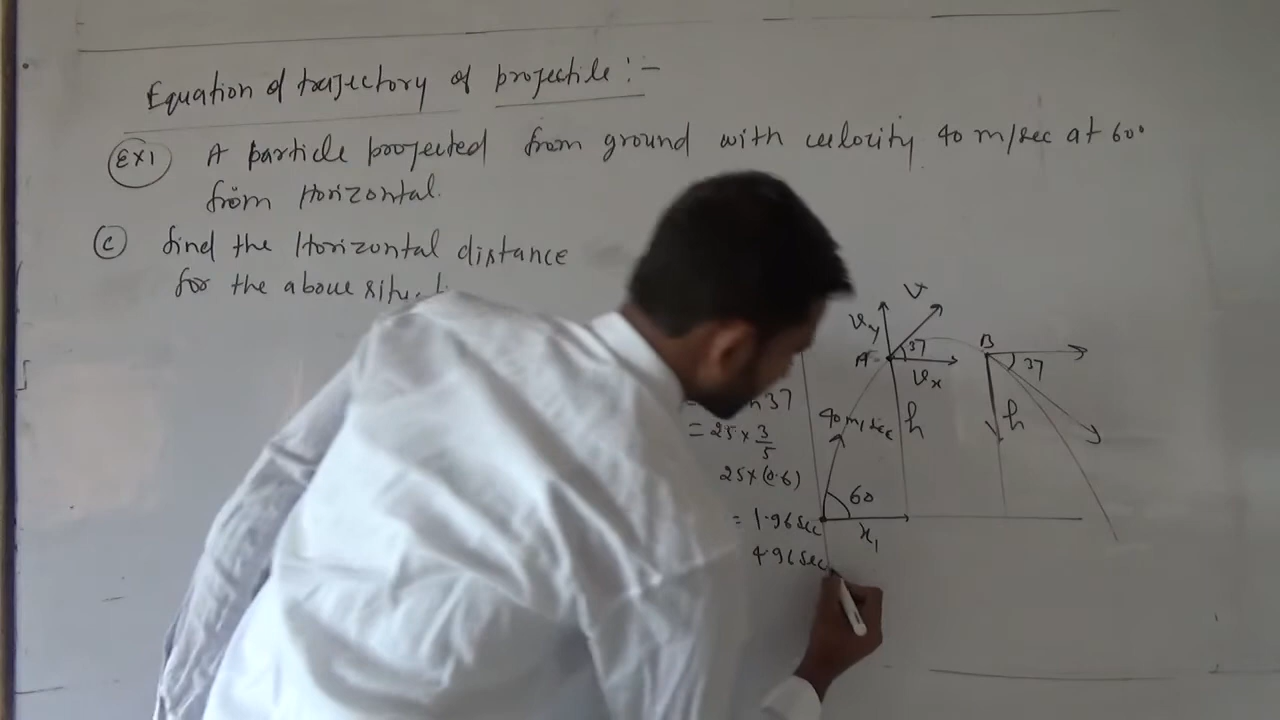 Equation of trajectory of projectile :-
Ex1 A particle projected from ground with velocity 40 m/sec at 60°
from Horizontal.
C find the Horizontal distance
for the above
37
= 25 × 3/5
25 × (0.6)
= 1.96 sec
4.96 sec
40 m/sec
60
x1
vy
v
A
37
vx
h
B
37
h